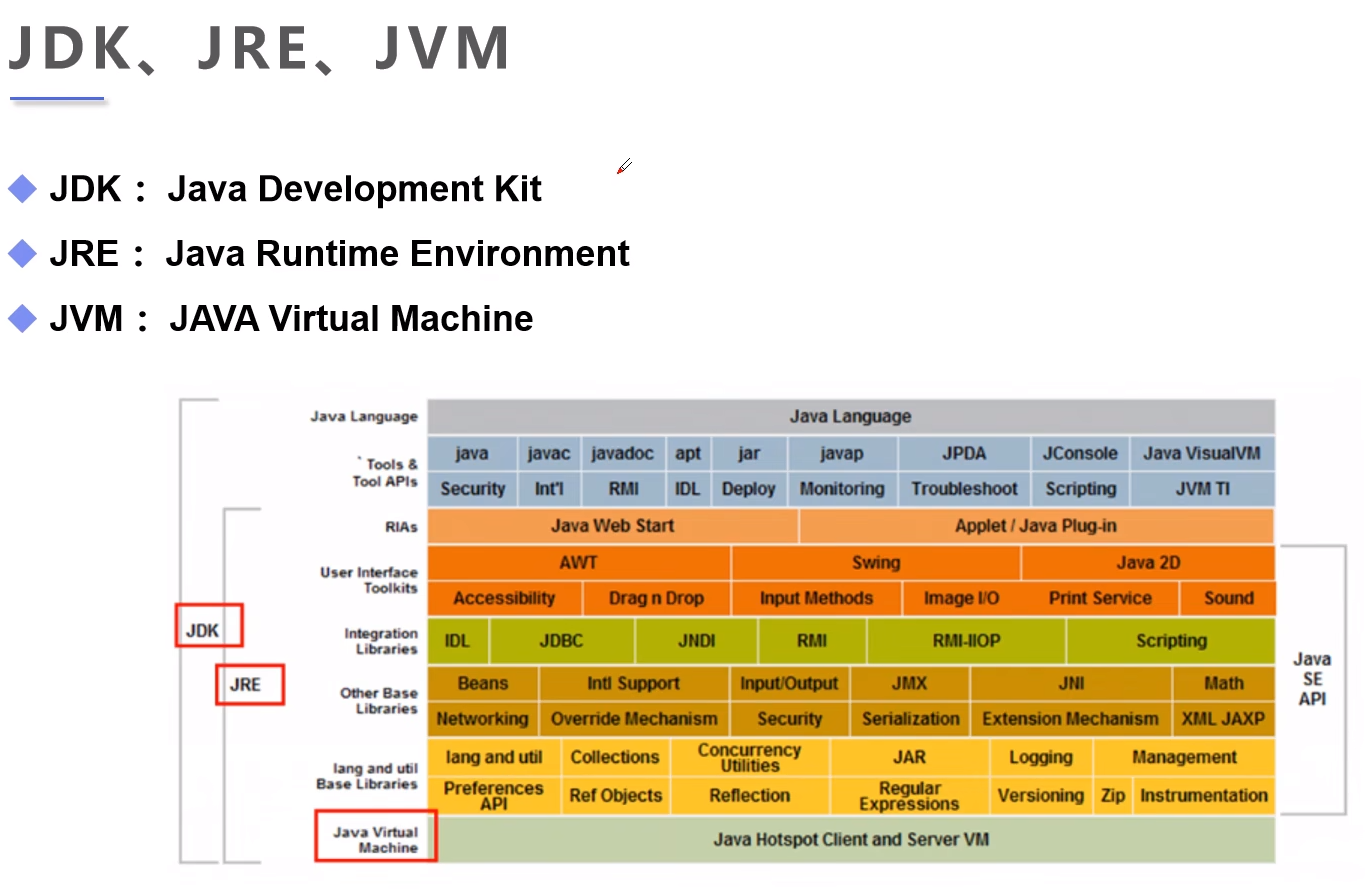 JDK、JRE、JVM
JDK： Java Development Kit
JRE： Java Runtime Environment
JVM： JAVA Virtual Machine
Java Language Java Language
` Tools &
Tool APIs
java javac javadoc apt jar javap JPDA JConsole Java VisualVM
Security Int'l RMI IDL Deploy Monitoring Troubleshoot Scripting JVM TI
RIAs Java Web Start Applet / Java Plug-in
User Interface
Toolkits
AWT Swing Java 2D
Accessibility Drag n Drop Input Methods Image I/O Print Service Sound
JDK
Integration
Libraries
IDL JDBC JNDI RMI RMI-IIOP Scripting
Java
SE
API
JRE
Other Base
Libraries
Beans Intl Support Input/Output JMX JNI Math
Networking Override Mechanism Security Serialization Extension Mechanism XML JAXP
lang and util
Base Libraries
lang and util Collections Concurrency Utilities JAR Logging Management
Preferences API Ref Objects Reflection Regular Expressions Versioning Zip Instrumentation
Java Virtual
Machine
Java Hotspot Client and Server VM